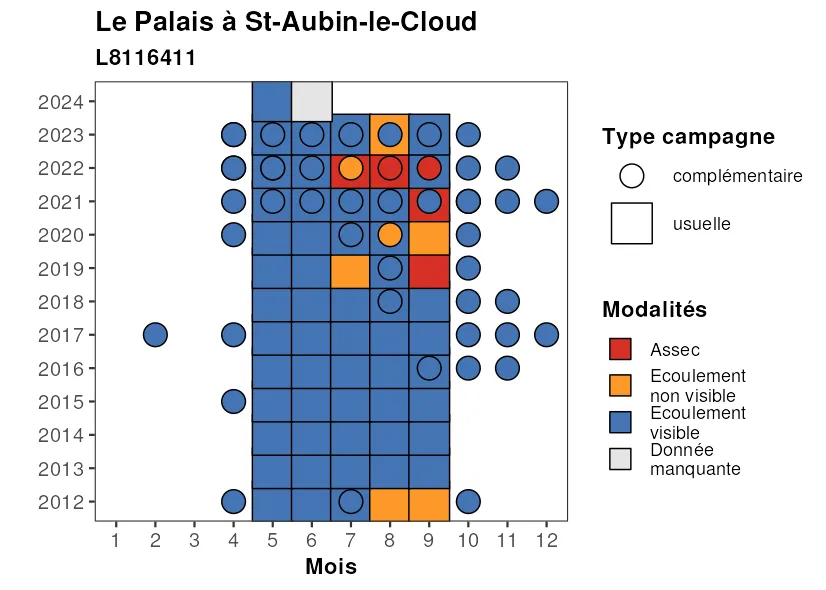 Le Palais à St-Aubin-le-Cloud
L8116411
2024
2023
2022
2021
2020
2019
2018
2017
2016
2015
2014
2013
2012
1 2 3 4 5 6 7 8 9 10 11 12
Mois
Type campagne
complémentaire
usuelle
Modalités
Assec
Ecoulement
non visible
Ecoulement
visible
Donnée
manquante